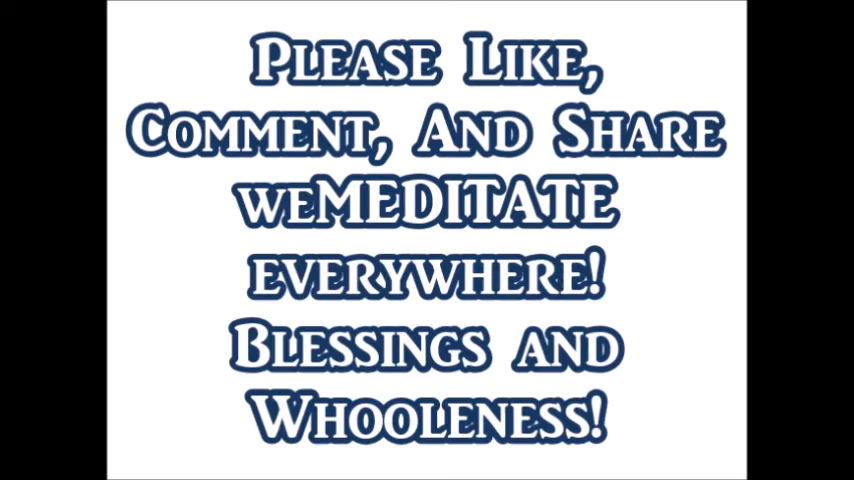 Please Like,
Comment, And Share
weMEDITATE
everywhere!
Blessings and
Whooleness!